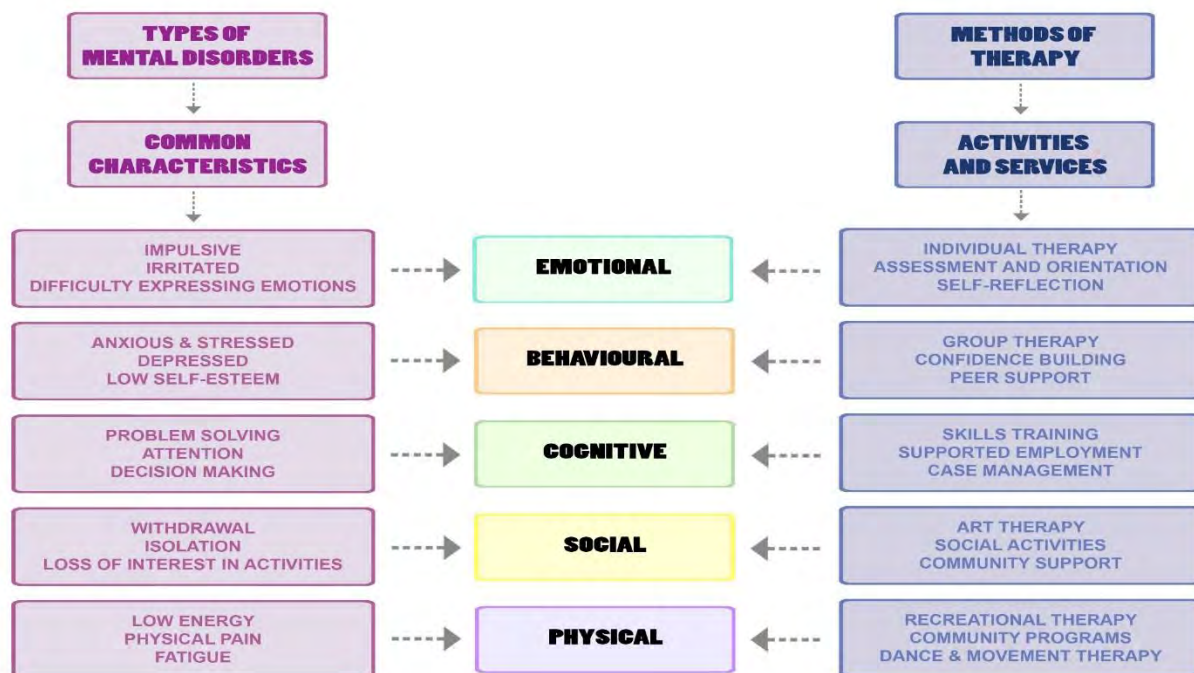 TYPES OF
MENTAL DISORDERS
METHODS OF
THERAPY
COMMON
CHARACTERISTICS
ACTIVITIES
AND SERVICES
IMPULSIVE
IRRITATED
DIFFICULTY EXPRESSING EMOTIONS
EMOTIONAL
INDIVIDUAL THERAPY
ASSESSMENT AND ORIENTATION
SELF-REFLECTION
ANXIOUS & STRESSED
DEPRESSED
LOW SELF-ESTEEM
BEHAVIOURAL
GROUP THERAPY
CONFIDENCE BUILDING
PEER SUPPORT
PROBLEM SOLVING
ATTENTION
DECISION MAKING
COGNITIVE
SKILLS TRAINING
SUPPORTED EMPLOYMENT
CASE MANAGEMENT
WITHDRAWAL
ISOLATION
LOSS OF INTEREST IN ACTIVITIES
SOCIAL
ART THERAPY
SOCIAL ACTIVITIES
COMMUNITY SUPPORT
LOW ENERGY
PHYSICAL PAIN
FATIGUE
PHYSICAL
RECREATIONAL THERAPY
COMMUNITY PROGRAMS
DANCE & MOVEMENT THERAPY